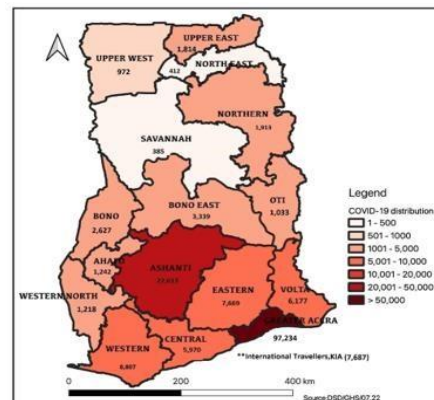 UPPER EAST
1,814
UPPER WEST
972
NORTH EAST
412
NORTHERN
1,913
SAVANNAH
385
BONO EAST
3,339
OTI
1,033
BONO
2,627
AHAFO
1,242
ASHANTI
WESTERN NORTH
1,218
EASTERN
7,669
VOLTA
6,177
GREATER ACCRA
97,234
CENTRAL
5,970
WESTERN
8,807
**International Travellers,KIA (7,687)
Legend
COVID-19 distribution
1 - 500
501 - 1000
1001 - 5,000
5,001 - 10,000
10,001 - 20,000
20,001 - 50,000
> 50,000
0 200 400 km
Source:DSD/GHS/07.22